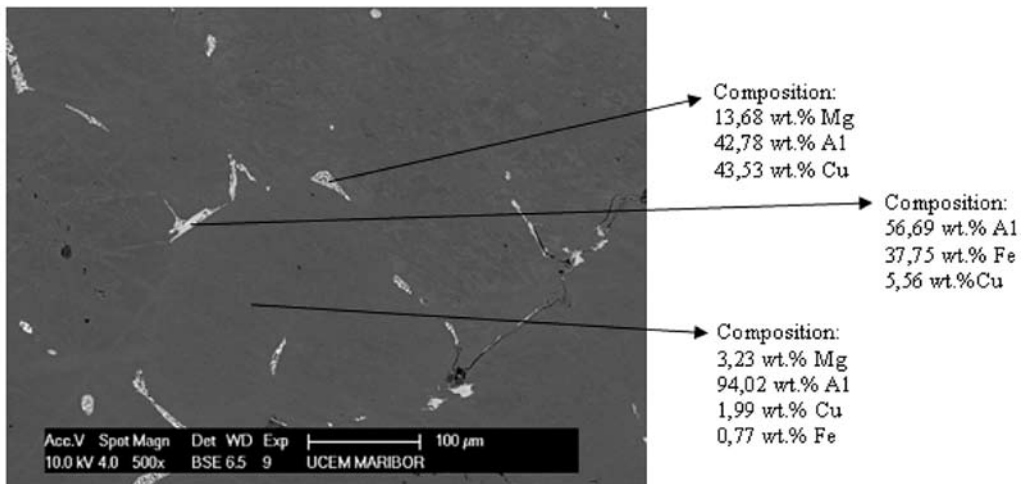 Composition:
13,68 wt.% Mg
42,78 wt.% Al
43,53 wt.% Cu
Composition:
56,69 wt.% Al
37,75 wt.% Fe
5,56 wt.%Cu
Composition:
3,23 wt.% Mg
94,02 wt.% Al
1,99 wt.% Cu
0,77 wt.% Fe
Acc.V Spot Magn Det WD Exp 100 µm
10.0 kV 4.0 500x BSE 6.5 9 UCEM MARIBOR